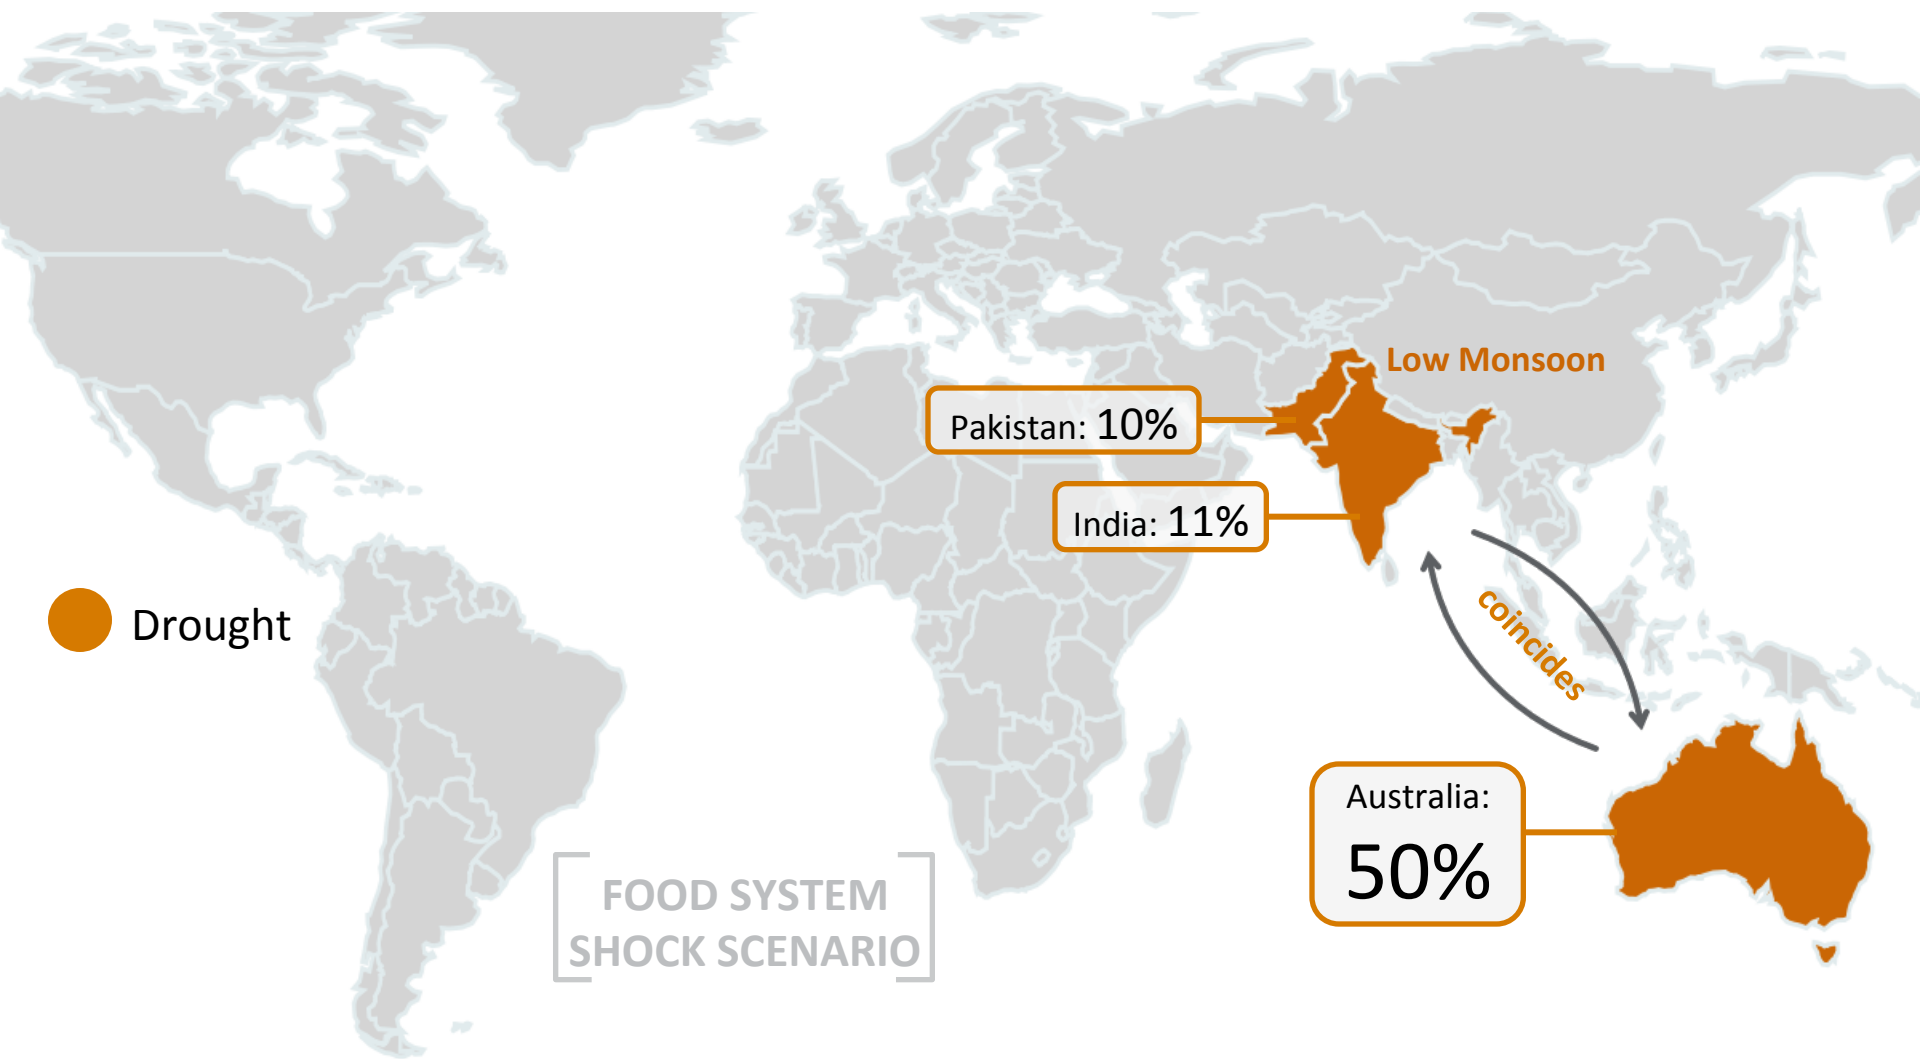 Low Monsoon
Pakistan: 10%
India: 11%
coincides
Drought
Australia:
50%
FOOD SYSTEM
SHOCK SCENARIO